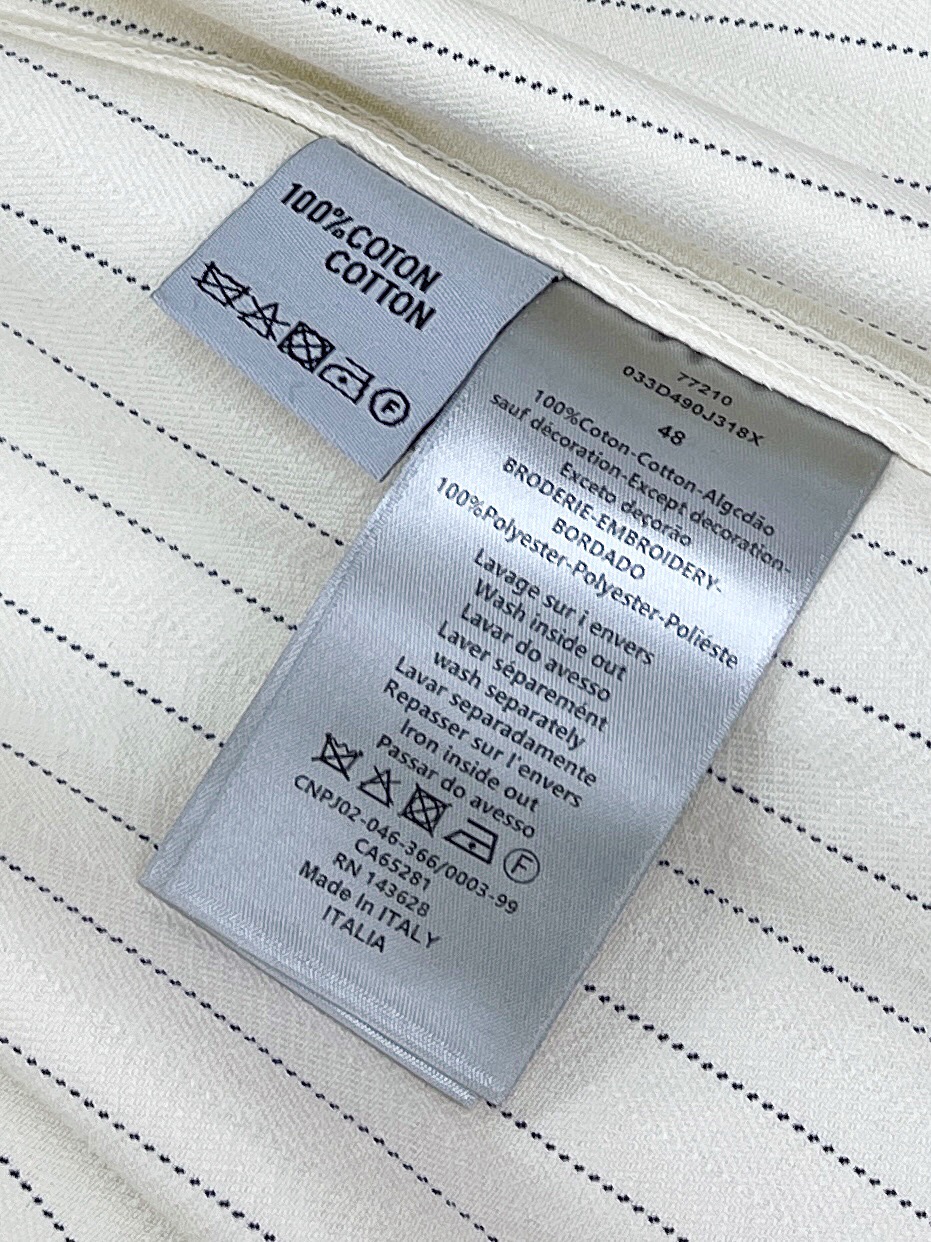 100%COTON
COTTON
F
77210
033D490J318X
48
100%Coton-Cotton-Algcdão
sauf décoration-Except decoration-
Exceto deçorão
BRODERIE-EMBROIDERY-
BORDADO
100%Polyester-Polyester-Poliéste
Lavage sur i envers
Wash inside out
Lavar do avesso
Laver séparemént
wash separately
Lavar separadamente
Repasser sur l'envers
Iron inside out
Passar do avesso
F
CNPJ02-046-366/0003-99
CA65281
RN 143628
Made In ITALY
ITALIA